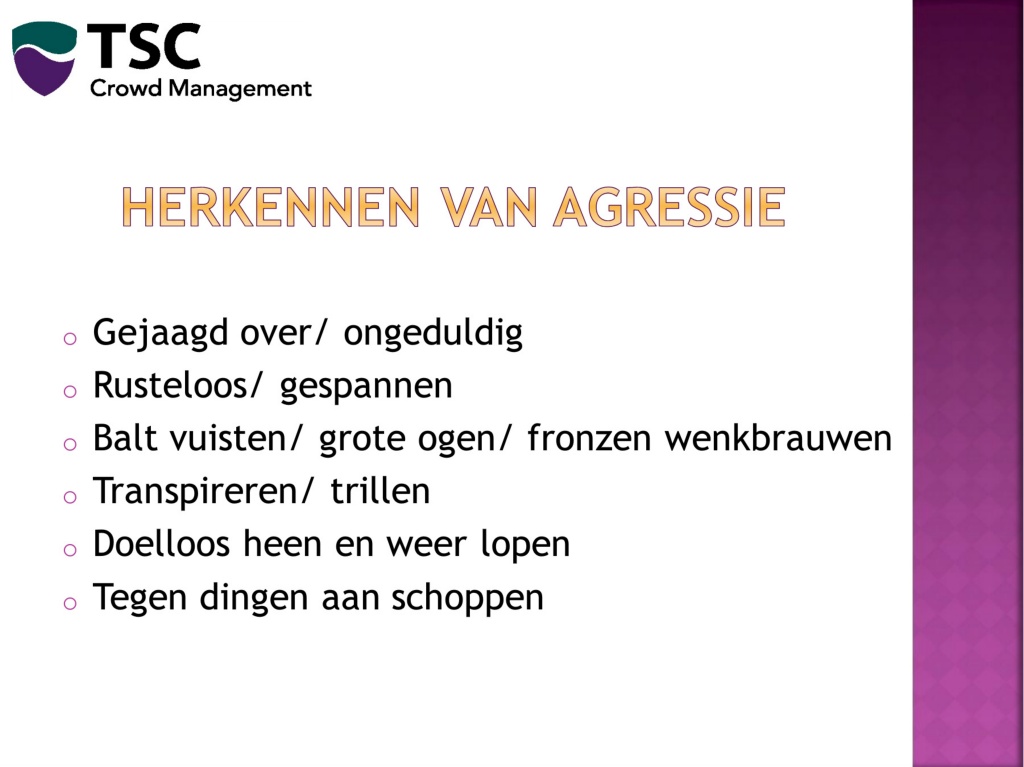 TSC
Crowd Management
HERKENNEN VAN AGRESSIE
Gejaagd over/ ongeduldig
Rusteloos/ gespannen
Balt vuisten/ grote ogen/ fronzen wenkbrauwen
Transpireren/ trillen
Doelloos heen en weer lopen
Tegen dingen aan schoppen